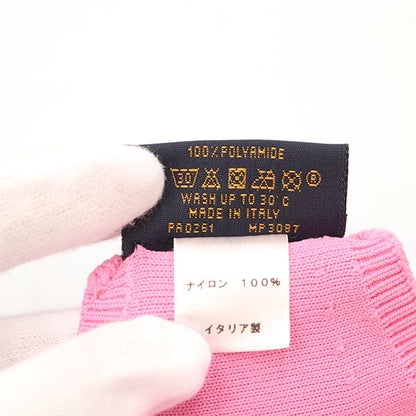 100% POLYAMIDE
30 ®
WASH UP TO 30°C
MADE IN ITALY
PA0261 MP3087
ナイロン 100%
イタリア製